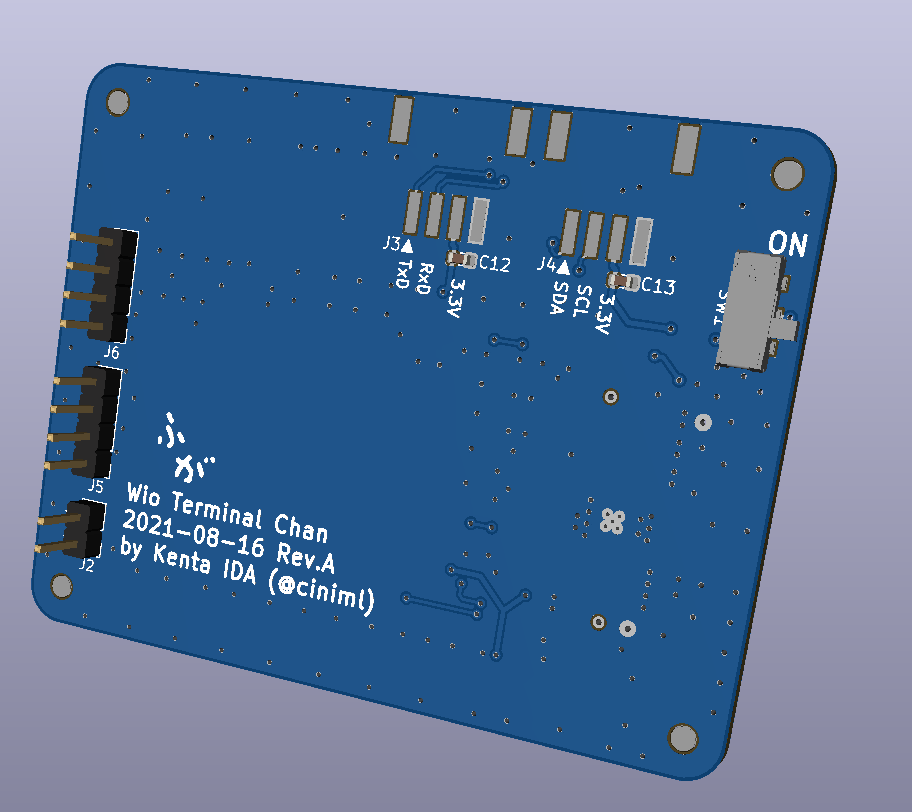 ON
J3
C12
J4
C13
TxD
RxD
3.3V
SDA
SCL
3.3V
SW1
J6
J5
ふが
Wio Terminal Chan
2021-08-16 Rev.A
by Kenta IDA (@ciniml)
J2